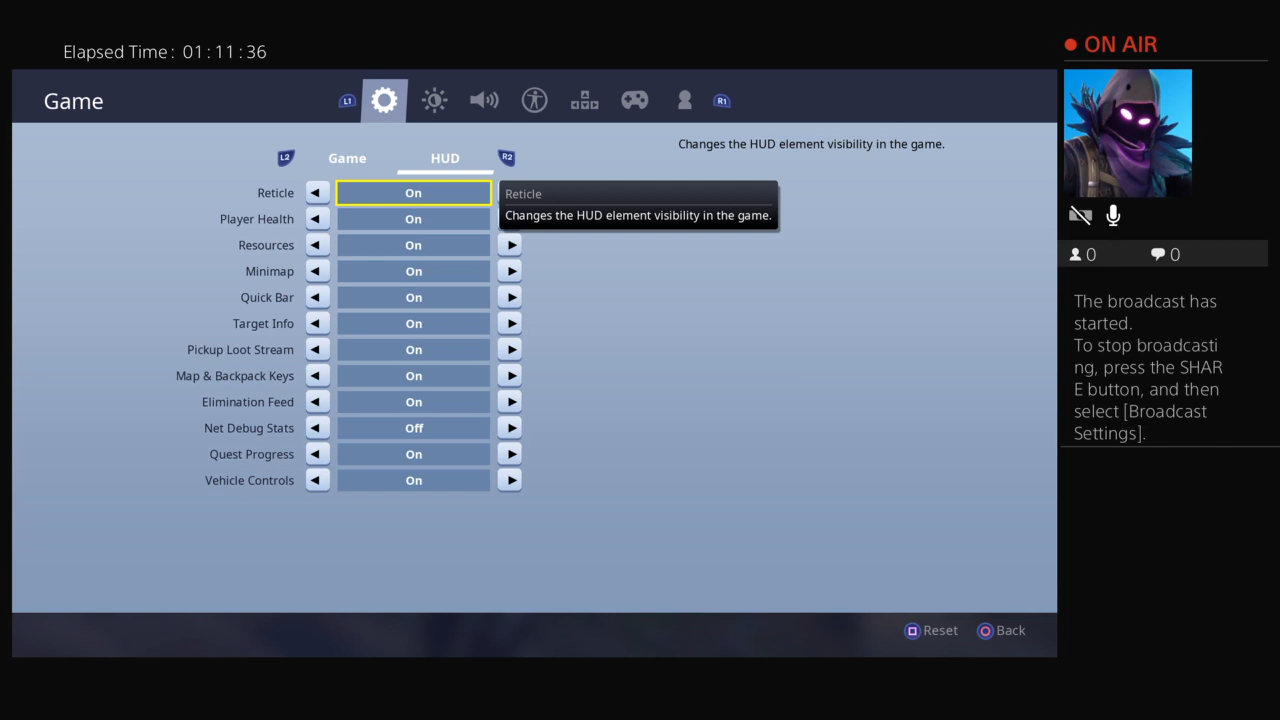 Elapsed Time: 01:11:36
ON AIR
Game
L1
R1
Changes the HUD element visibility in the game.
L2
Game
HUD
R2
Reticle
On
Reticle
Changes the HUD element visibility in the game.
Player Health
On
Resources
On
Minimap
On
Quick Bar
On
Target Info
On
Pickup Loot Stream
On
Map & Backpack Keys
On
Elimination Feed
On
Net Debug Stats
Off
Quest Progress
On
Vehicle Controls
On
Reset
Back
0
0
The broadcast has
started.
To stop broadcasti
ng, press the SHAR
E button, and then
select [Broadcast
Settings].